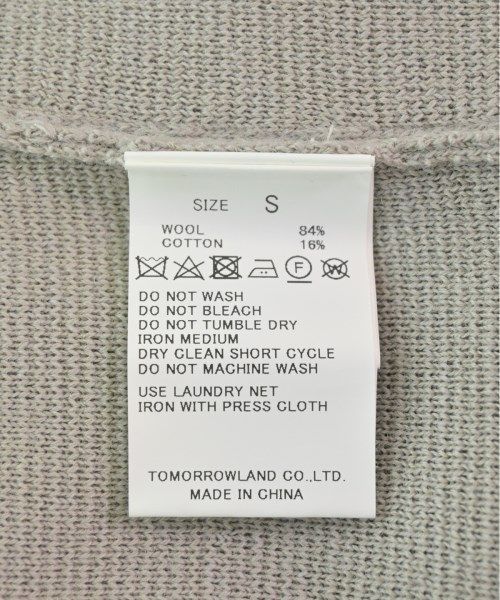 SIZE S
WOOL 84%
COTTON 16%
F W
DO NOT WASH
DO NOT BLEACH
DO NOT TUMBLE DRY
IRON MEDIUM
DRY CLEAN SHORT CYCLE
DO NOT MACHINE WASH
USE LAUNDRY NET
IRON WITH PRESS CLOTH
TOMORROWLAND CO.,LTD.
MADE IN CHINA